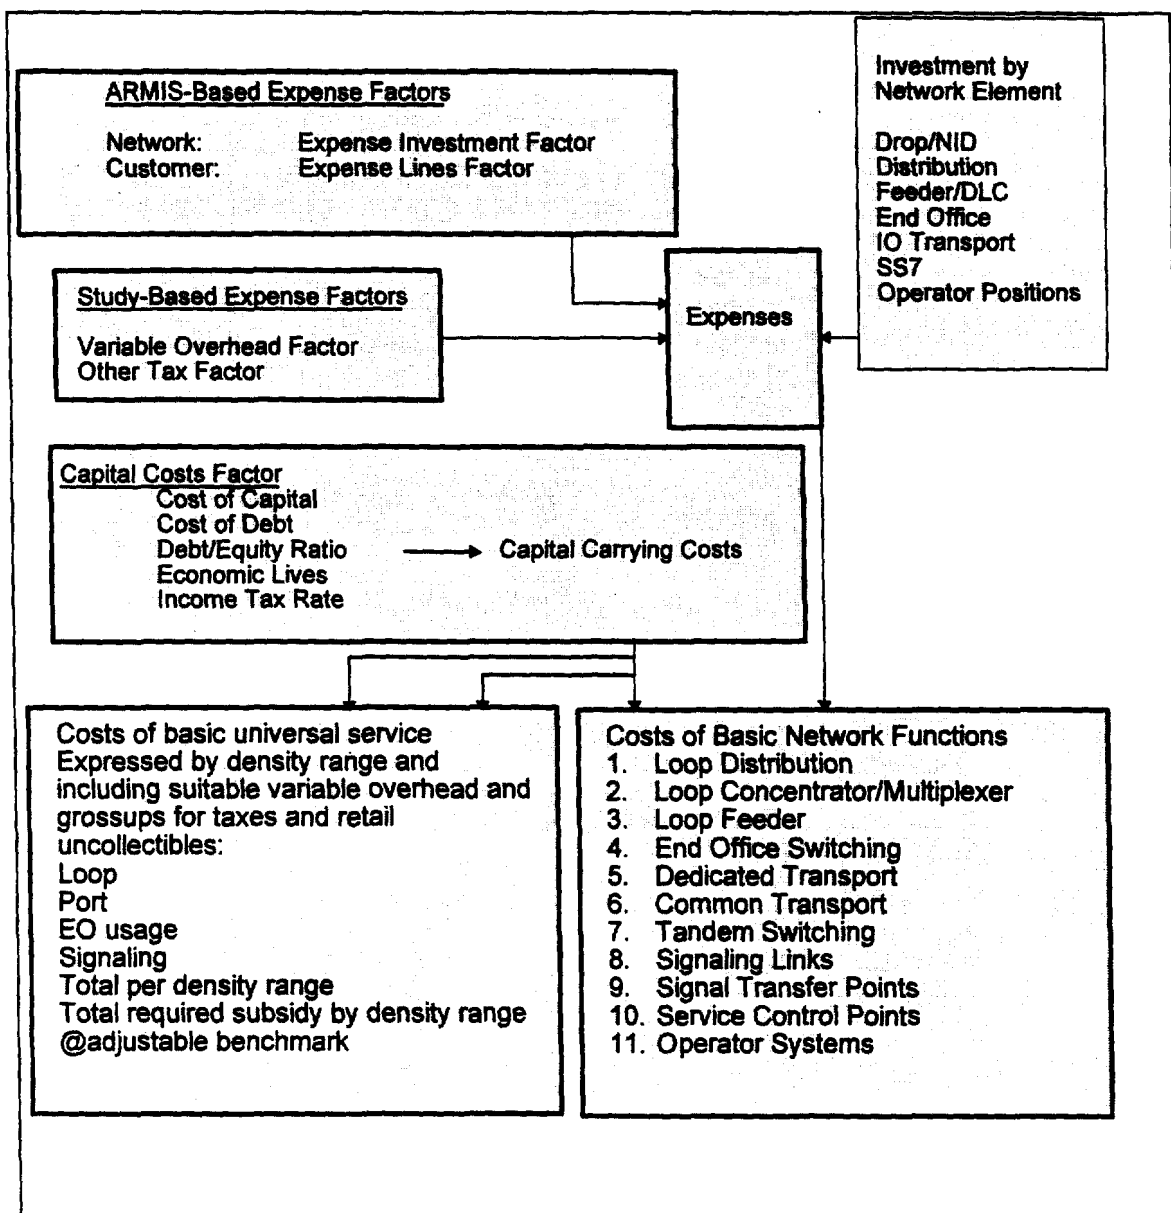 ARMIS-Based Expense Factors
Network: Expense Investment Factor
Customer: Expense Lines Factor
Investment by
Network Element
Drop/NID
Distribution
Feeder/DLC
End Office
IO Transport
SS7
Operator Positions
Study-Based Expense Factors
Variable Overhead Factor
Other Tax Factor
Expenses
Capital Costs Factor
Cost of Capital
Cost of Debt
Debt/Equity Ratio
Economic Lives
Income Tax Rate
Capital Carrying Costs
Costs of basic universal service
Expressed by density range and
including suitable variable overhead and
grossups for taxes and retail
uncollectibles:
Loop
Port
EO usage
Signaling
Total per density range
Total required subsidy by density range
@adjustable benchmark
Costs of Basic Network Functions
1. Loop Distribution
2. Loop Concentrator/Multiplexer
3. Loop Feeder
4. End Office Switching
5. Dedicated Transport
6. Common Transport
7. Tandem Switching
8. Signaling Links
9. Signal Transfer Points
10. Service Control Points
11. Operator Systems